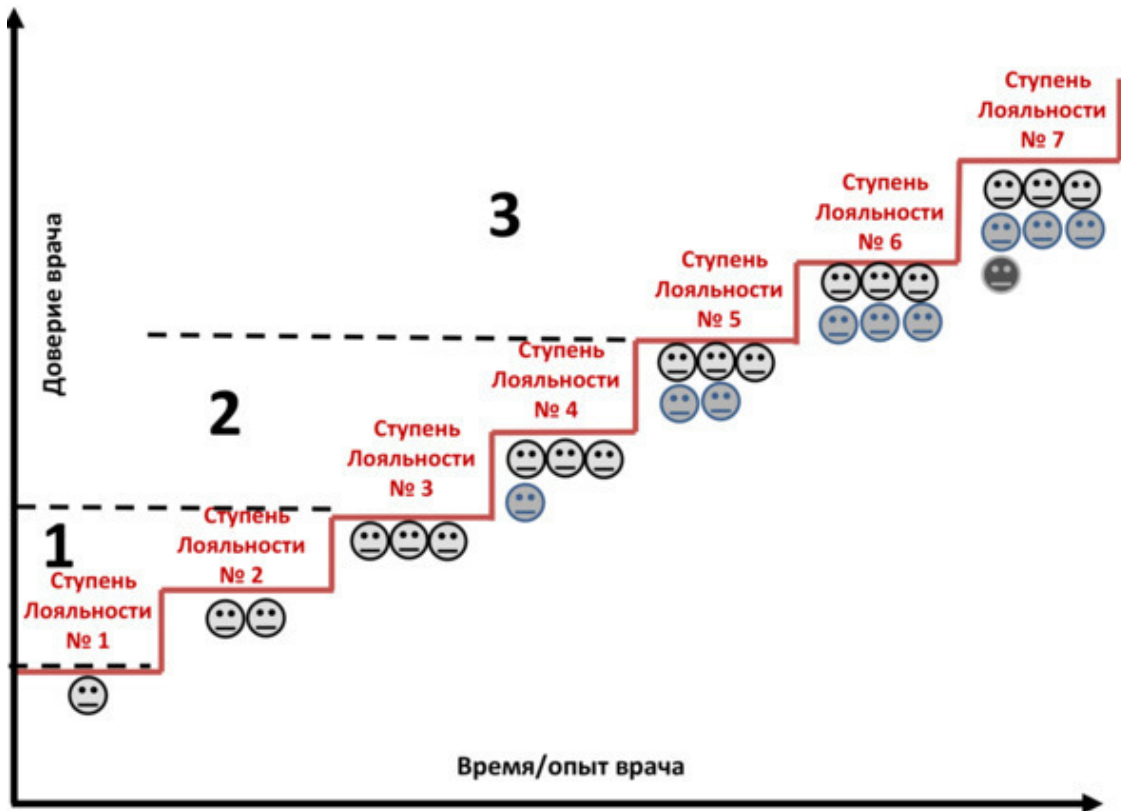 Ступень
Лояльности
№ 7
Ступень
Лояльности
№ 6
3
Ступень
Лояльности
№ 5
Доверие врача
Ступень
Лояльности
№ 4
2
Ступень
Лояльности
№ 3
1
Ступень
Лояльности
№ 2
Ступень
Лояльности
№ 1
Время/опыт врача